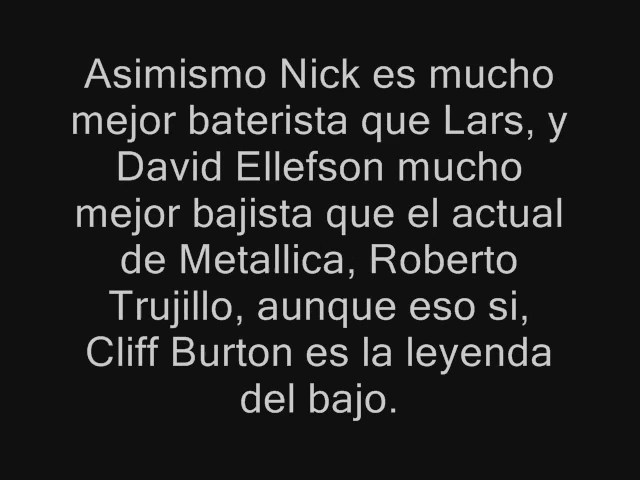 Asimismo Nick es mucho
mejor baterista que Lars, y
David Ellefson mucho
mejor bajista que el actual
de Metallica, Roberto
Trujillo, aunque eso si,
Cliff Burton es la leyenda
del bajo.